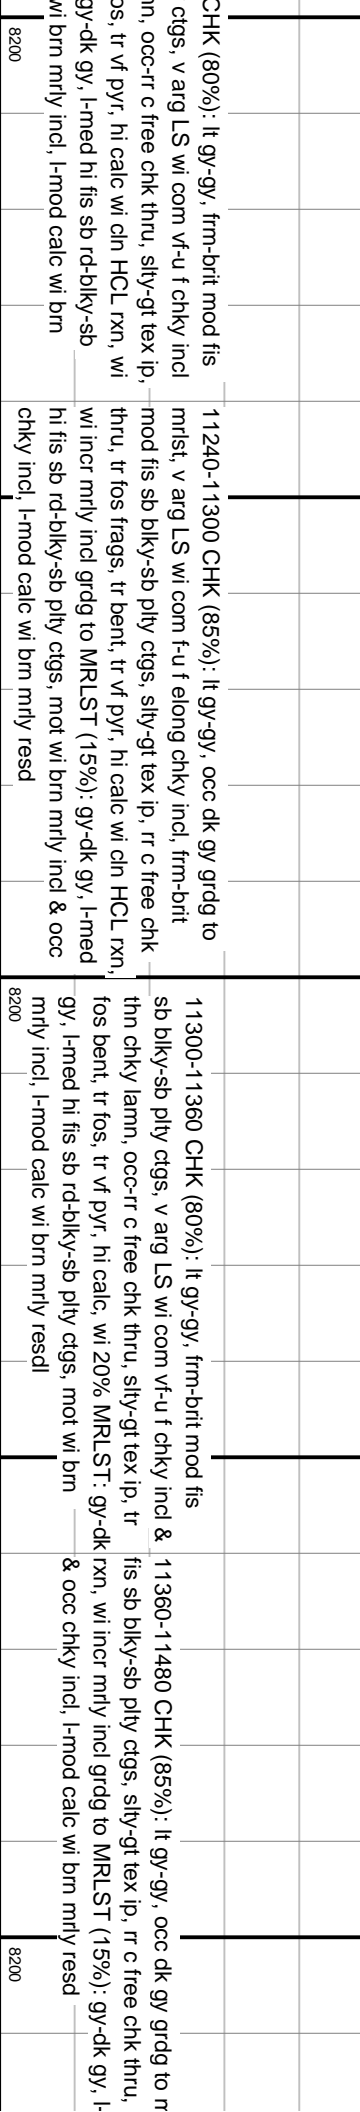 CHK (80%): lt gy-gy, frm-brit mod fis
ctgs, v arg LS wi com vf-u f chky incl
occ-rr c free chk thru, slty-gt tex ip,
tr vf pyr, hi calc wi cln HCL rxn, wi
gy-dk gy, l-med hi fis sb rd-blky-sb
wi brn mrly incl, l-mod calc wi brn
8200
11240-11300 CHK (85%): lt gy-gy, occ dk gy grdg to
mrlst, v arg LS wi com f-u f elong chky incl, frm-brit
mod fis sb blky-sb plty ctgs, slty-gt tex ip, rr c free chk
thru, tr fos frags, tr bent, tr vf pyr, hi calc wi cln HCL rxn,
wi incr mrly incl grdg to MRLST (15%): gy-dk gy, l-med
hi fis sb rd-blky-sb plty ctgs, mot wi brn mrly incl & occ
chky incl, l-mod calc wi brn mrly resd
11300-11360 CHK (80%): lt gy-gy, frm-brit mod fis
sb blky-sb plty ctgs, v arg LS wi com vf-u f chky incl &
thn chky lamn, occ-rr c free chk thru, slty-gt tex ip, tr
fos bent, tr fos, tr vf pyr, hi calc, wi 20% MRLST: gy-dk
gy, l-med hi fis sb rd-blky-sb plty ctgs, mot wi brn
mrly incl, l-mod calc wi brn mrly resdl
8200
11360-11480 CHK (85%): lt gy-gy, occ dk gy grdg to
fis sb blky-sb plty ctgs, slty-gt tex ip, rr c free chk thru,
rxn, wi incr mrly incl grdg to MRLST (15%): gy-dk gy, l-
& occ chky incl, l-mod calc wi brn mrly resd
8200